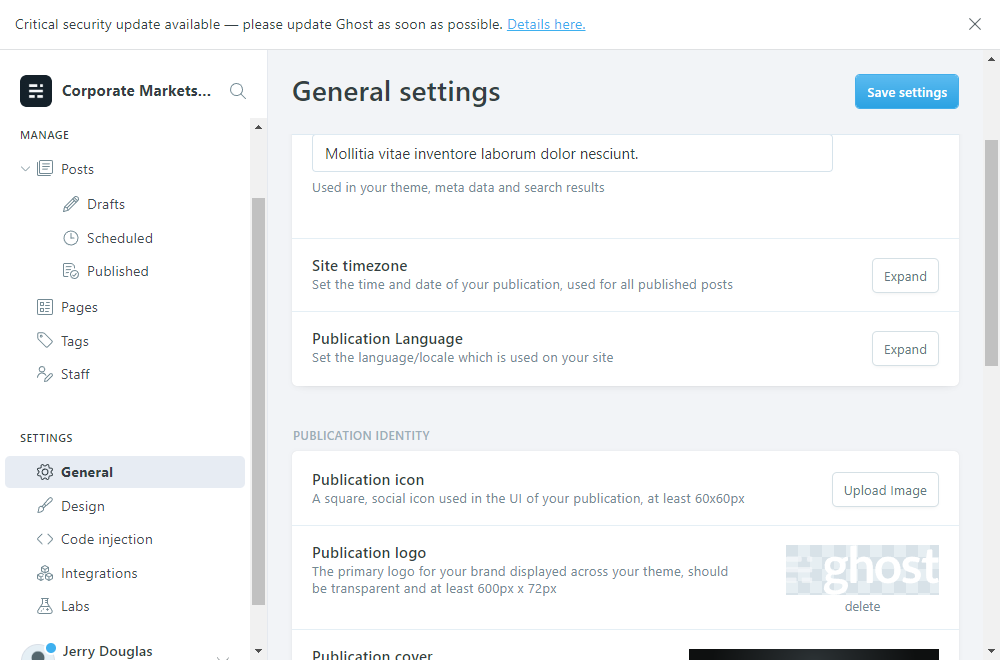 Critical security update available — please update Ghost as soon as possible. Details here.
Corporate Markets...
General settings
Save settings
MANAGE
Posts
Drafts
Scheduled
Published
Pages
Tags
Staff
SETTINGS
General
Design
Code injection
Integrations
Labs
Jerry Douglas
Mollitia vitae inventore laborum dolor nesciunt.
Used in your theme, meta data and search results
Site timezone
Set the time and date of your publication, used for all published posts
Expand
Publication Language
Set the language/locale which is used on your site
Expand
PUBLICATION IDENTITY
Publication icon
A square, social icon used in the UI of your publication, at least 60x60px
Upload Image
Publication logo
The primary logo for your brand displayed across your theme, should
be transparent and at least 600px x 72px
ghost
delete
Publication cover